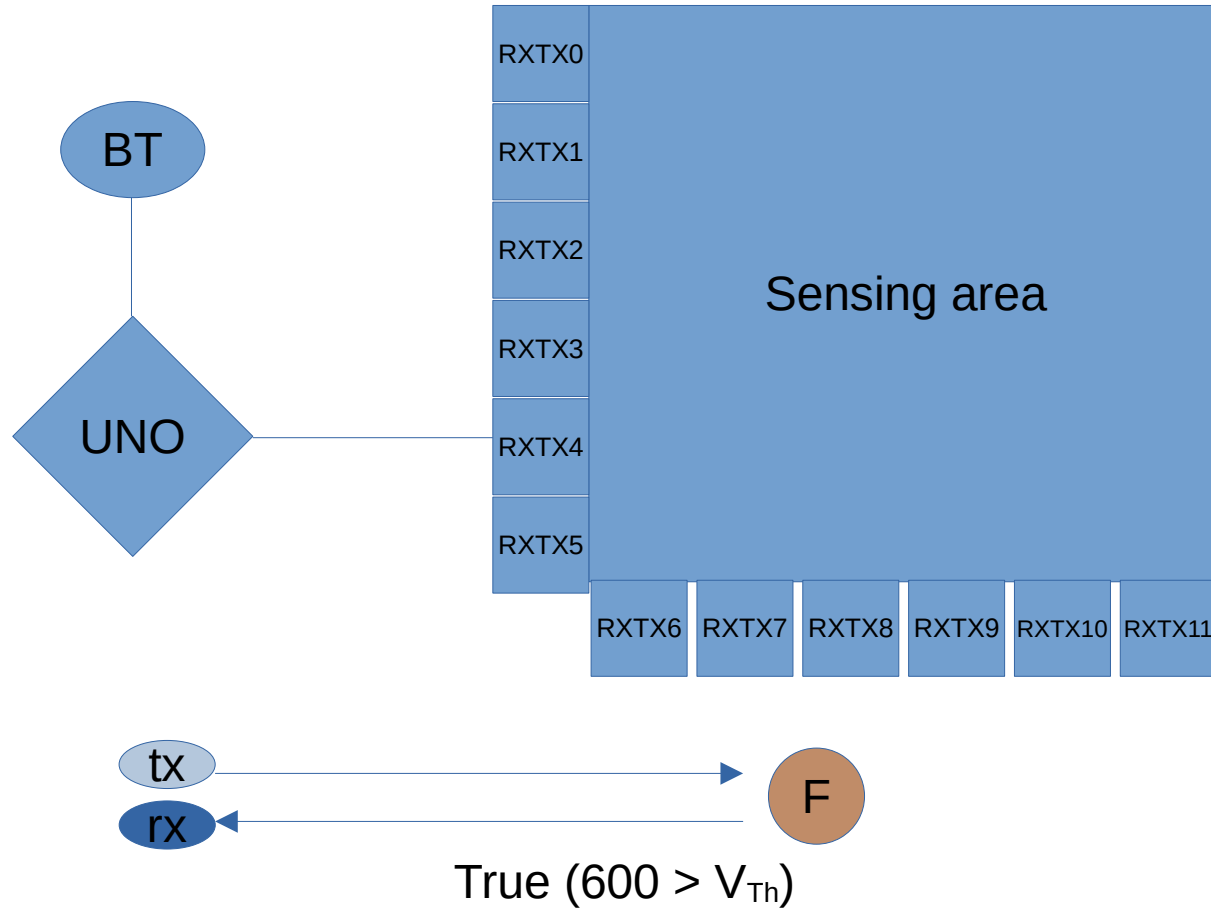 RXTX0
RXTX1
BT
RXTX2
Sensing area
RXTX3
UNO
RXTX4
RXTX5
RXTX6 RXTX7 RXTX8 RXTX9 RXTX10 RXTX11
tx
F
rx
True (600 > VTh)